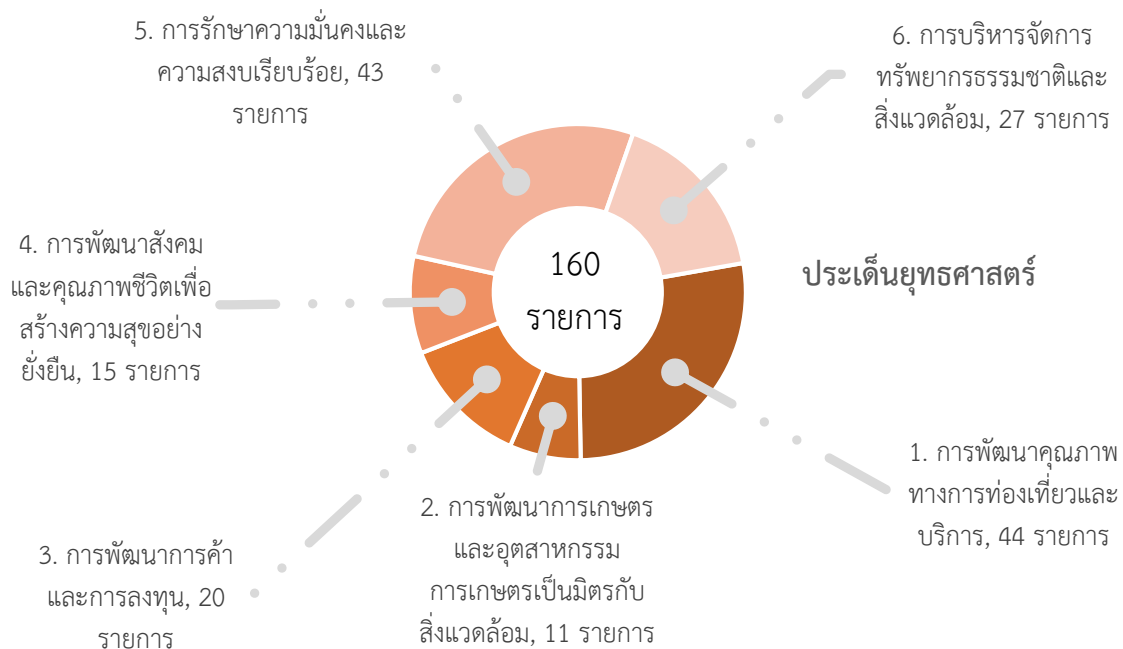 5. การรักษาความมั่นคงและ
ความสงบเรียบร้อย, 43
รายการ
6. การบริหารจัดการ
ทรัพยากรธรรมชาติและ
สิ่งแวดล้อม, 27 รายการ
4. การพัฒนาสังคม
และคุณภาพชีวิตเพื่อ
สร้างความสุขอย่าง
ยั่งยืน, 15 รายการ
160
รายการ
ประเด็นยุทธศาสตร์
1. การพัฒนาคุณภาพ
ทางการท่องเที่ยวและ
บริการ, 44 รายการ
2. การพัฒนาการเกษตร
และอุตสาหกรรม
การเกษตรเป็นมิตรกับ
สิ่งแวดล้อม, 11 รายการ
3. การพัฒนาการค้า
และการลงทุน, 20
รายการ